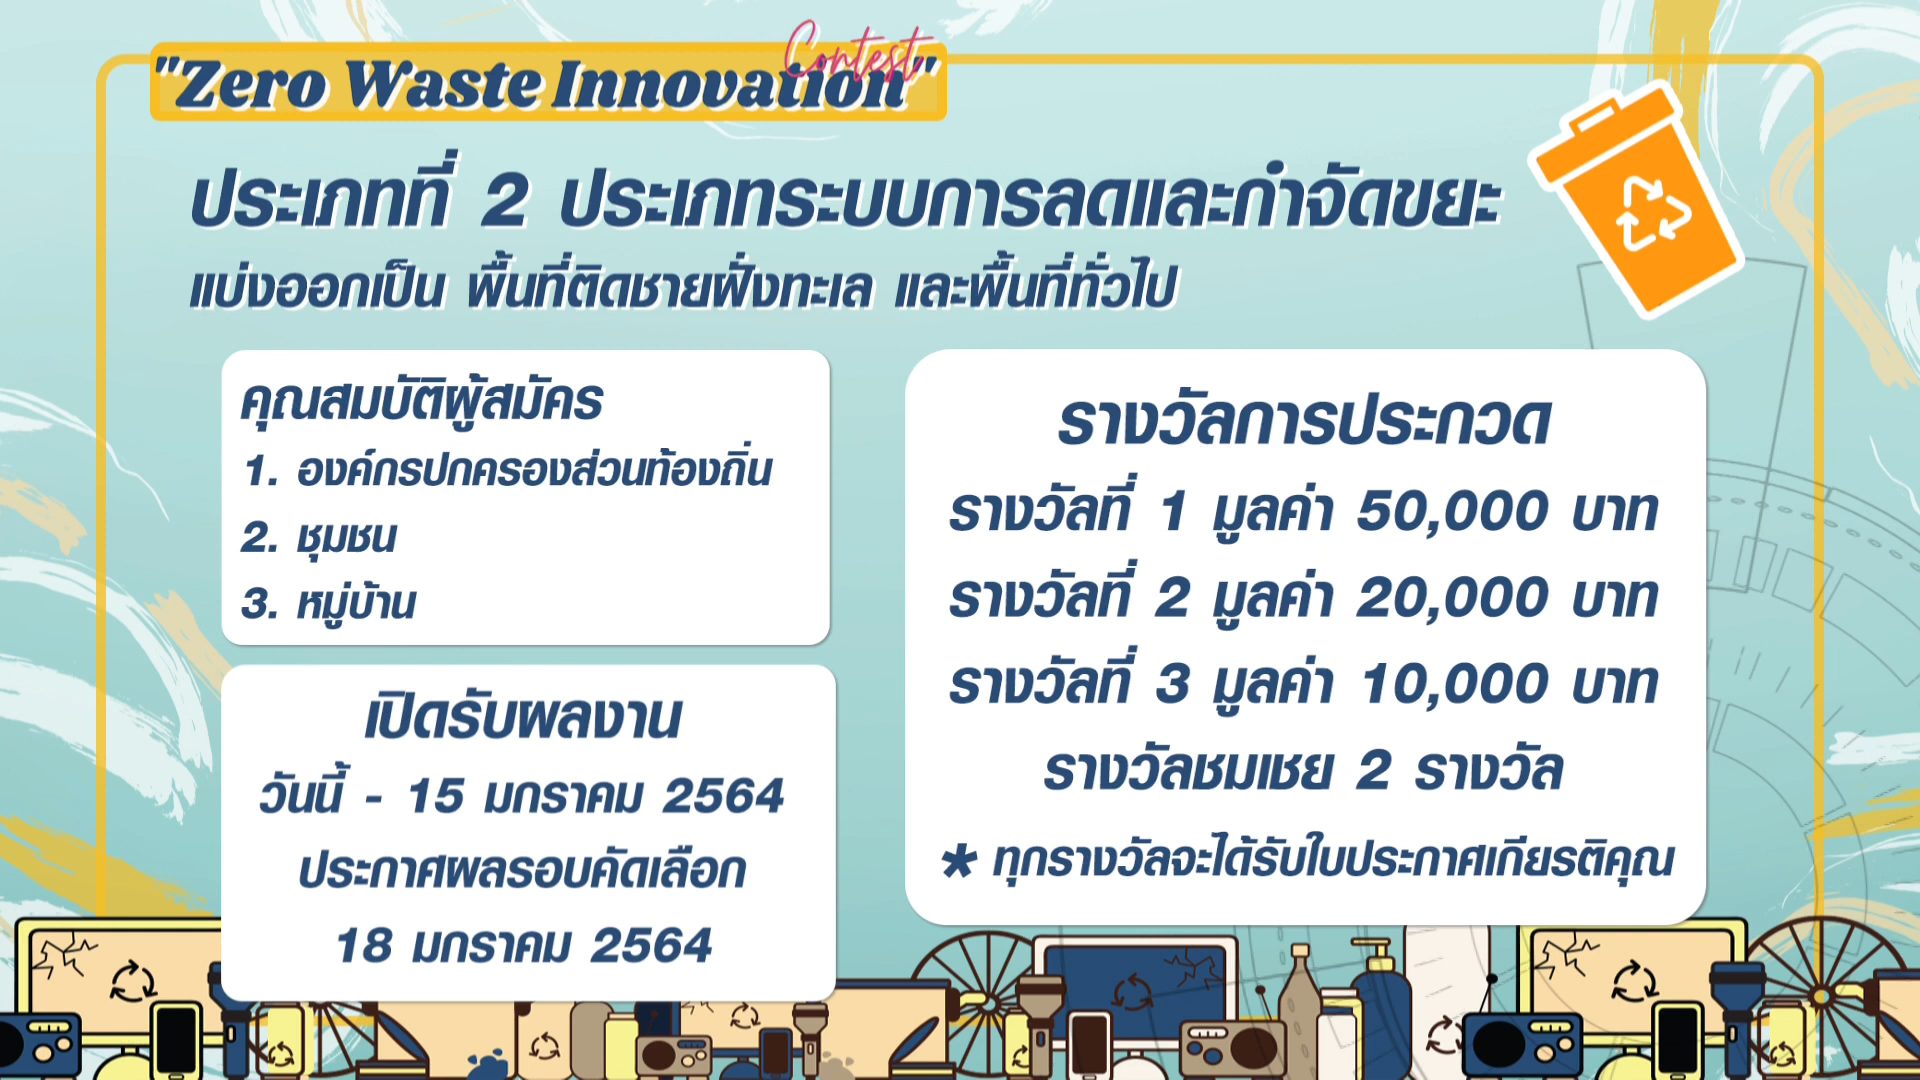 "Zero Waste Innovation"
Contest
ประเภทที่ 2 ประเภทระบบการลดและกำจัดขยะ
แบ่งออกเป็น พื้นที่ติดชายฝั่งทะเล และพื้นที่ทั่วไป
คุณสมบัติผู้สมัคร
1. องค์กรปกครองส่วนท้องถิ่น
2. ชุมชน
3. หมู่บ้าน
เปิดรับผลงาน
วันนี้ - 15 มกราคม 2564
ประกาศผลรอบคัดเลือก
18 มกราคม 2564
รางวัลการประกวด
รางวัลที่ 1 มูลค่า 50,000 บาท
รางวัลที่ 2 มูลค่า 20,000 บาท
รางวัลที่ 3 มูลค่า 10,000 บาท
รางวัลชมเชย 2 รางวัล
* ทุกรางวัลจะได้รับใบประกาศเกียรติคุณ